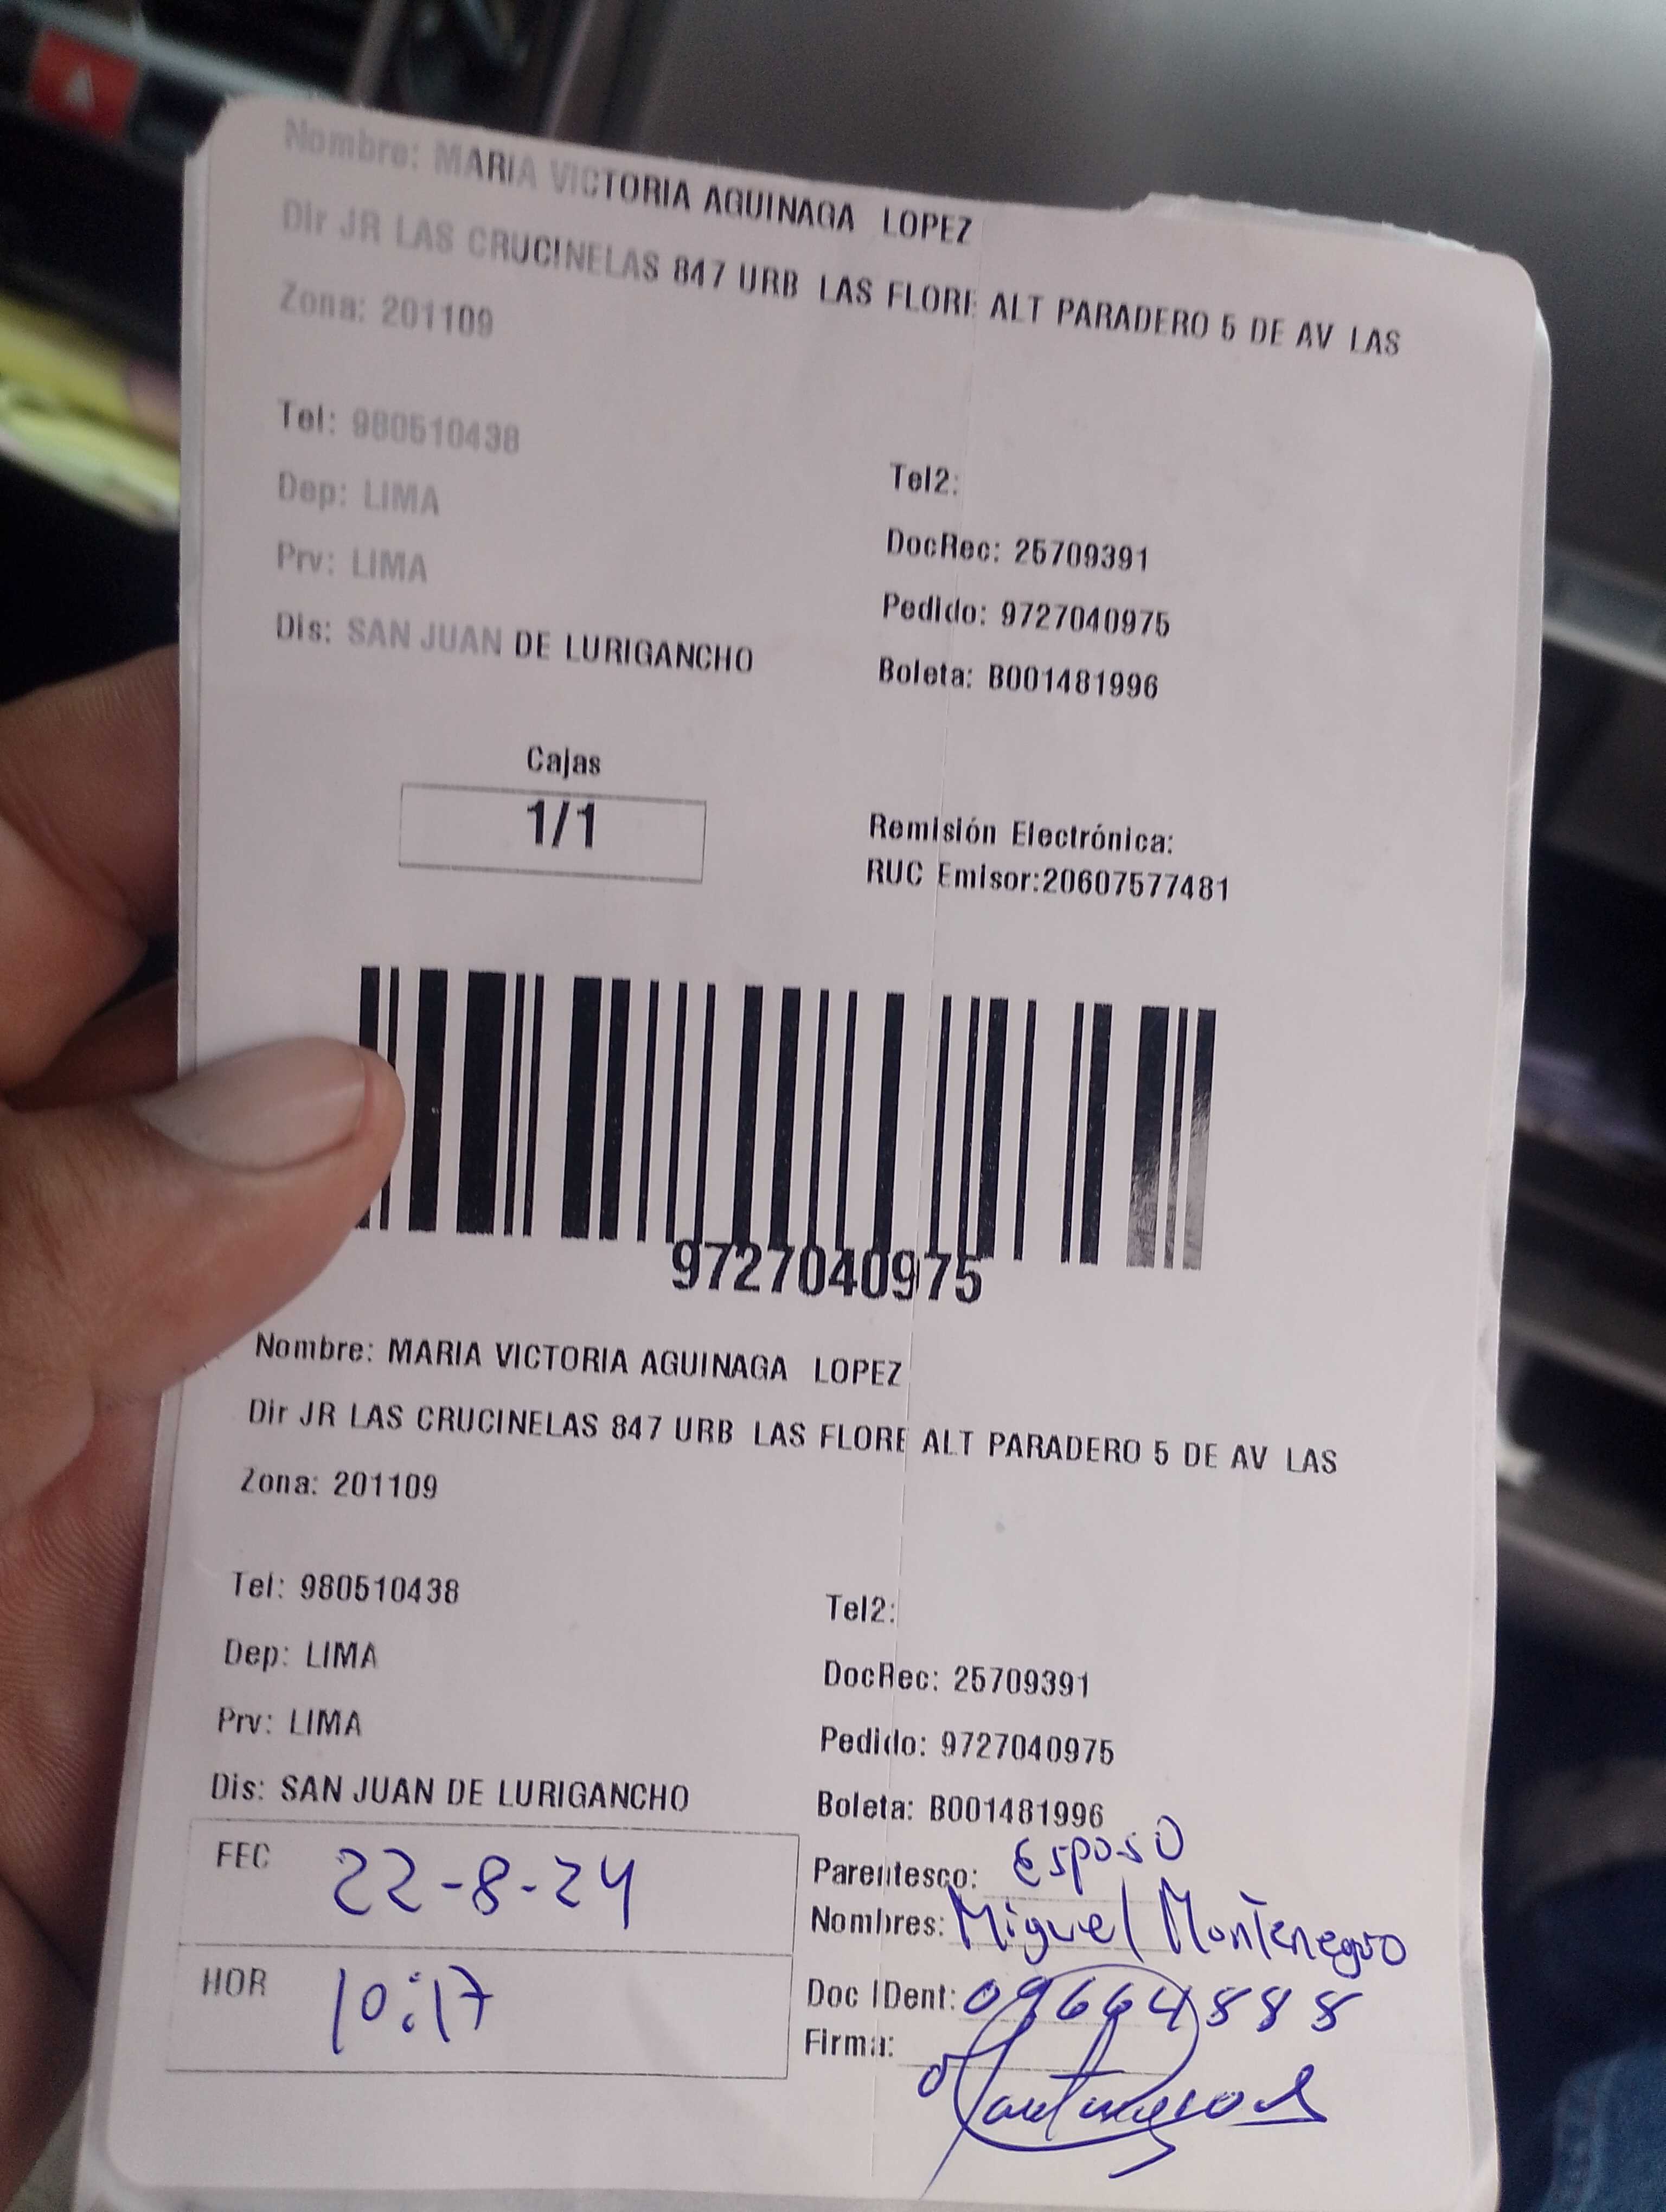 Nombre: MARIA VICTORIA AGUINAGA LOPEZ
Dir JR LAS CRUCINELAS 847 URB LAS FLORE ALT PARADERO 5 DE AV LAS
Zona: 201109
Tel: 980510438
Tel2:
Dep: LIMA
DocRec: 25709391
Prv: LIMA
Pedido: 9727040975
Dis: SAN JUAN DE LURIGANCHO
Boleta: B001481996
Cajas
1/1
Remisión Electrónica:
RUC Emisor:20607577481
9727040975
Nombre: MARIA VICTORIA AGUINAGA LOPEZ
Dir JR LAS CRUCINELAS 847 URB LAS FLORE ALT PARADERO 5 DE AV LAS
Zona: 201109
Tel: 980510438
Tel2:
Dep: LIMA
DocRec: 25709391
Prv: LIMA
Pedido: 9727040975
Dis: SAN JUAN DE LURIGANCHO
Boleta: B001481996
FEC 22-8-24
Parentesco: Esposo
Nombres: Miguel Montenegro
HOR 10:17
Doc IDent: 09664888
Firma: